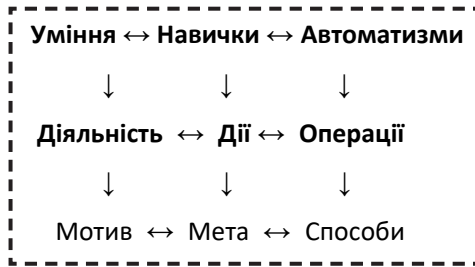 Уміння ↔ Навички ↔ Автоматизми
↓ ↓ ↓
Діяльність ↔ Дії ↔ Операції
↓ ↓ ↓
Мотив ↔ Мета ↔ Способи